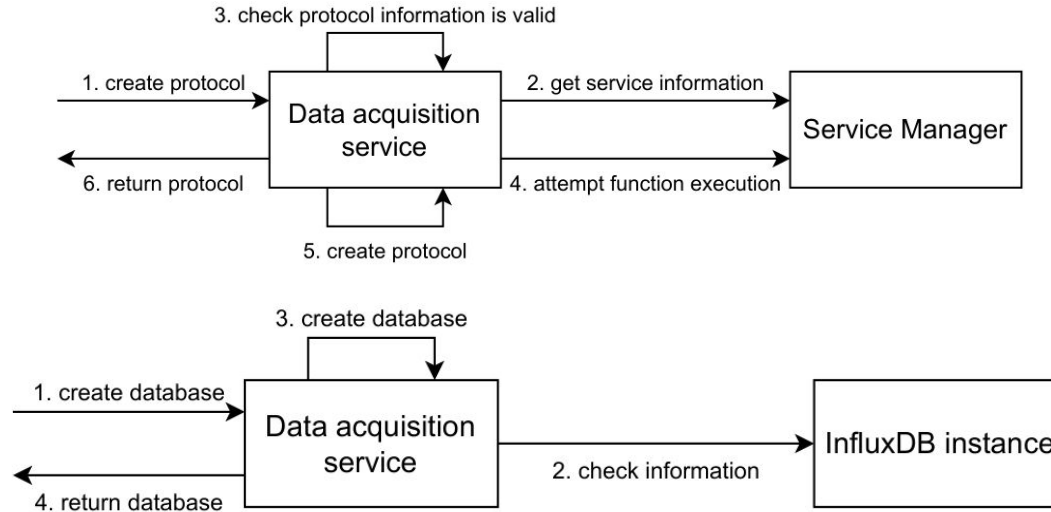 3. check protocol information is valid
1. create protocol
2. get service information
Data acquisition
service
Service Manager
6. return protocol
4. attempt function execution
5. create protocol
3. create database
1. create database
Data acquisition
service
InfluxDB instance
2. check information
4. return database